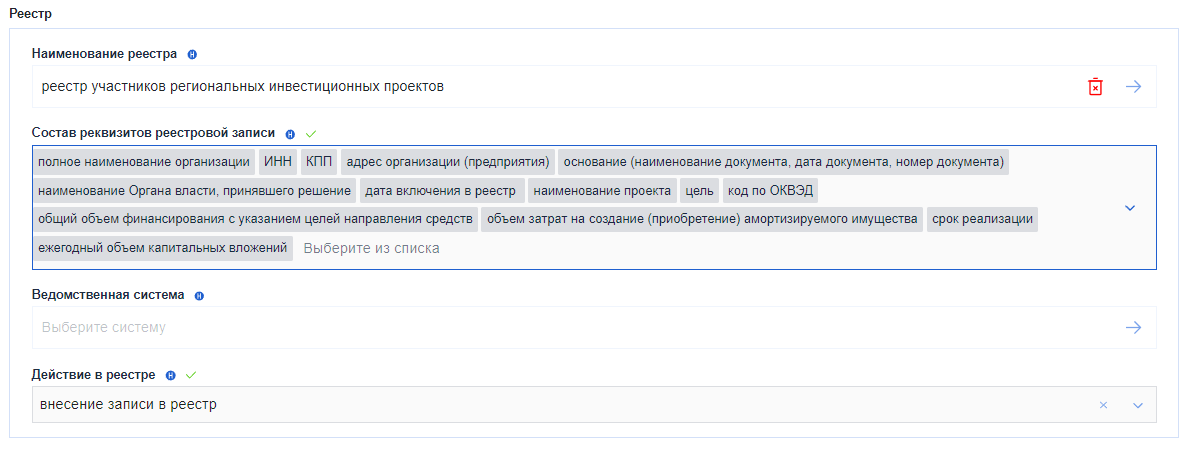 Реестр
Наименование реестра
реестр участников региональных инвестиционных проектов
Состав реквизитов реестровой записи
полное наименование организации ИНН КПП адрес организации (предприятия) основание (наименование документа, дата документа, номер документа)
наименование Органа власти, принявшего решение дата включения в реестр наименование проекта цель код по ОКВЭД
общий объем финансирования с указанием целей направления средств объем затрат на создание (приобретение) амортизируемого имущества срок реализации
ежегодный объем капитальных вложений Выберите из списка
Ведомственная система
Выберите систему
Действие в реестре
внесение записи в реестр